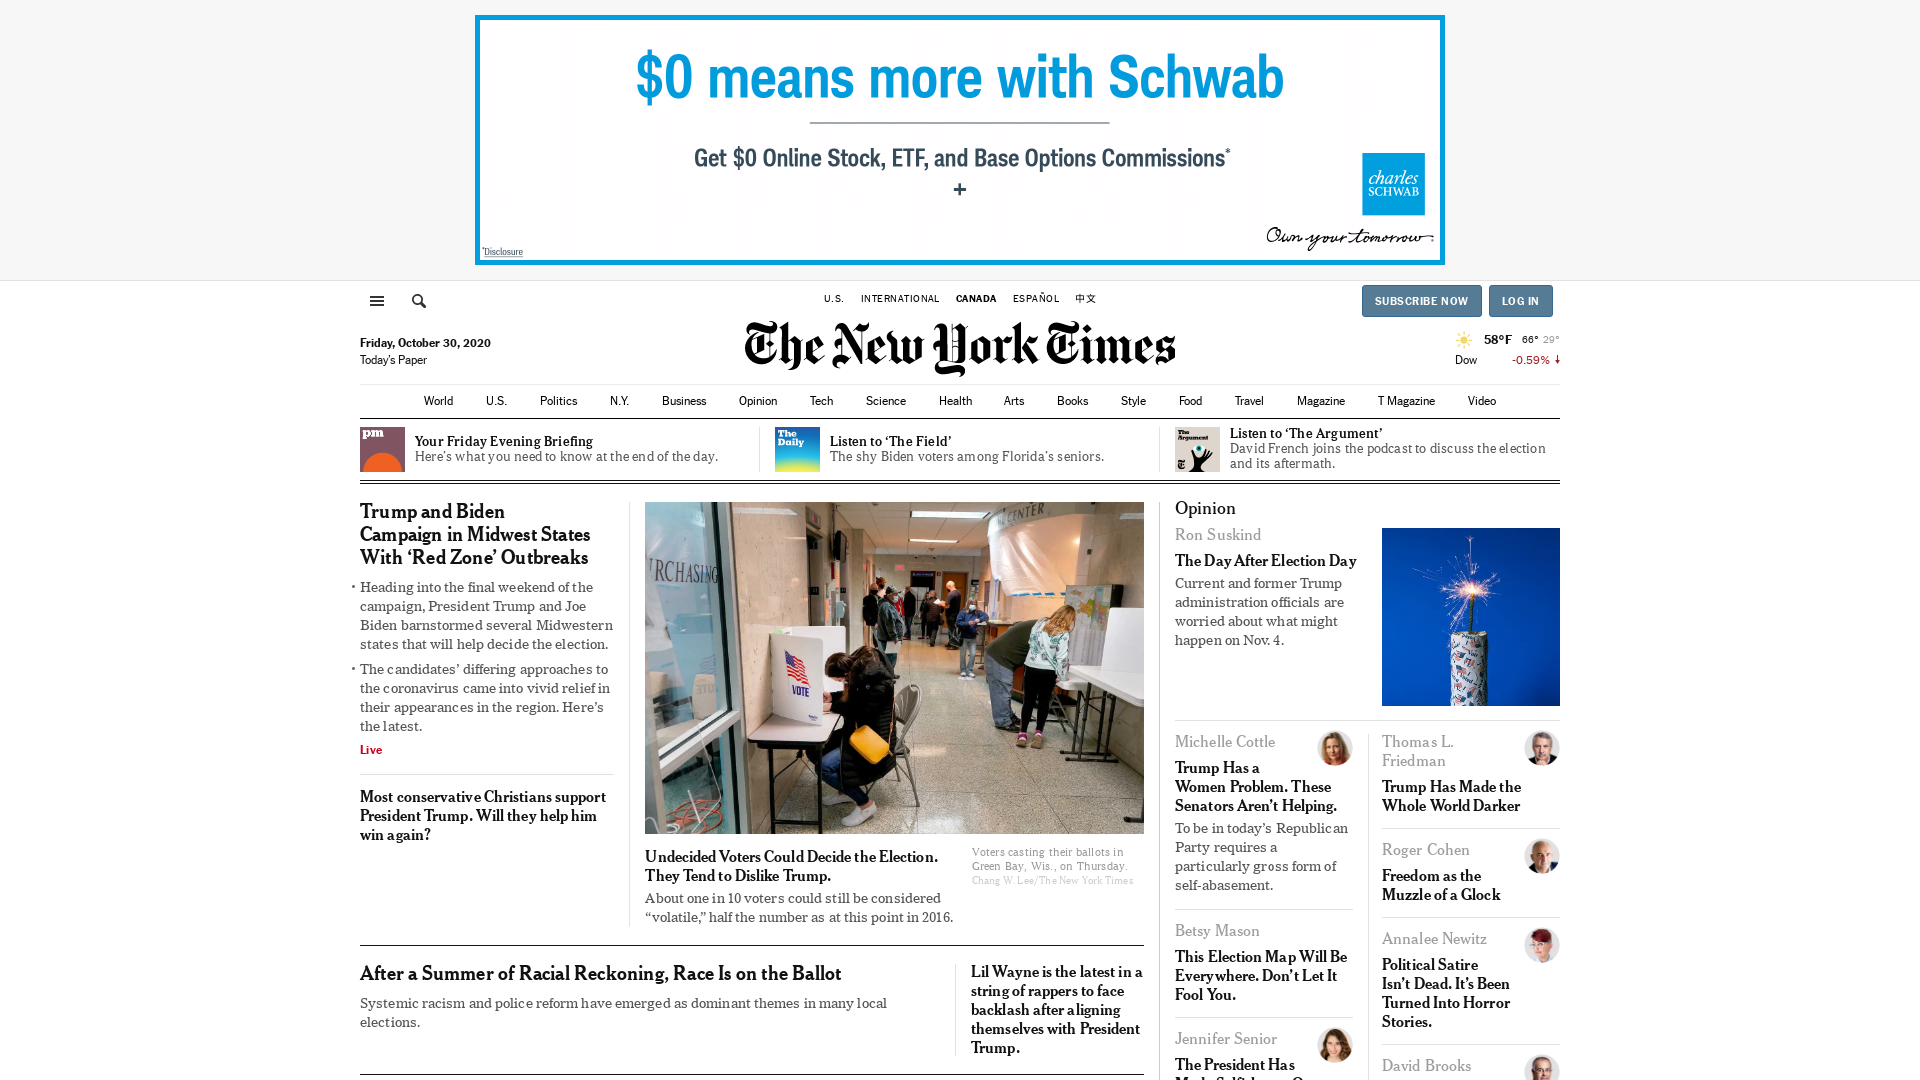 $0 means more with Schwab
Get $0 Online Stock, ETF, and Base Options Commissions*
+
charles
SCHWAB
Own your tomorrow
*Disclosure
U.S. INTERNATIONAL CANADA ESPAÑOL 中文
SUBSCRIBE NOW LOG IN
Friday, October 30, 2020
Today's Paper
The New York Times
58°F 66° 29°
Dow -0.59%
World U.S. Politics N.Y. Business Opinion Tech Science Health Arts Books Style Food Travel Magazine T Magazine Video
pm
Your Friday Evening Briefing
Here's what you need to know at the end of the day.
The
Daily
Listen to ‘The Field’
The shy Biden voters among Florida's seniors.
The
Argument
Listen to ‘The Argument’
David French joins the podcast to discuss the election
and its aftermath.
Trump and Biden
Campaign in Midwest States
With ‘Red Zone’ Outbreaks
Heading into the final weekend of the
campaign, President Trump and Joe
Biden barnstormed several Midwestern
states that will help decide the election.
The candidates’ differing approaches to
the coronavirus came into vivid relief in
their appearances in the region. Here’s
the latest.
Live
Most conservative Christians support
President Trump. Will they help him
win again?
CENTER
URCHASING
VOTE
Undecided Voters Could Decide the Election.
They Tend to Dislike Trump.
About one in 10 voters could still be considered
“volatile,” half the number as at this point in 2016.
Voters casting their ballots in
Green Bay, Wis., on Thursday.
Chang W. Lee/The New York Times
After a Summer of Racial Reckoning, Race Is on the Ballot
Systemic racism and police reform have emerged as dominant themes in many local
elections.
Lil Wayne is the latest in a
string of rappers to face
backlash after aligning
themselves with President
Trump.
Opinion
Ron Suskind
The Day After Election Day
Current and former Trump
administration officials are
worried about what might
happen on Nov. 4.
Michelle Cottle
Trump Has a
Women Problem. These
Senators Aren’t Helping.
To be in today’s Republican
Party requires a
particularly gross form of
self-abasement.
Betsy Mason
This Election Map Will Be
Everywhere. Don’t Let It
Fool You.
Jennifer Senior
The President Has
Thomas L.
Friedman
Trump Has Made the
Whole World Darker
Roger Cohen
Freedom as the
Muzzle of a Glock
Annalee Newitz
Political Satire
Isn’t Dead. It’s Been
Turned Into Horror
Stories.
David Brooks